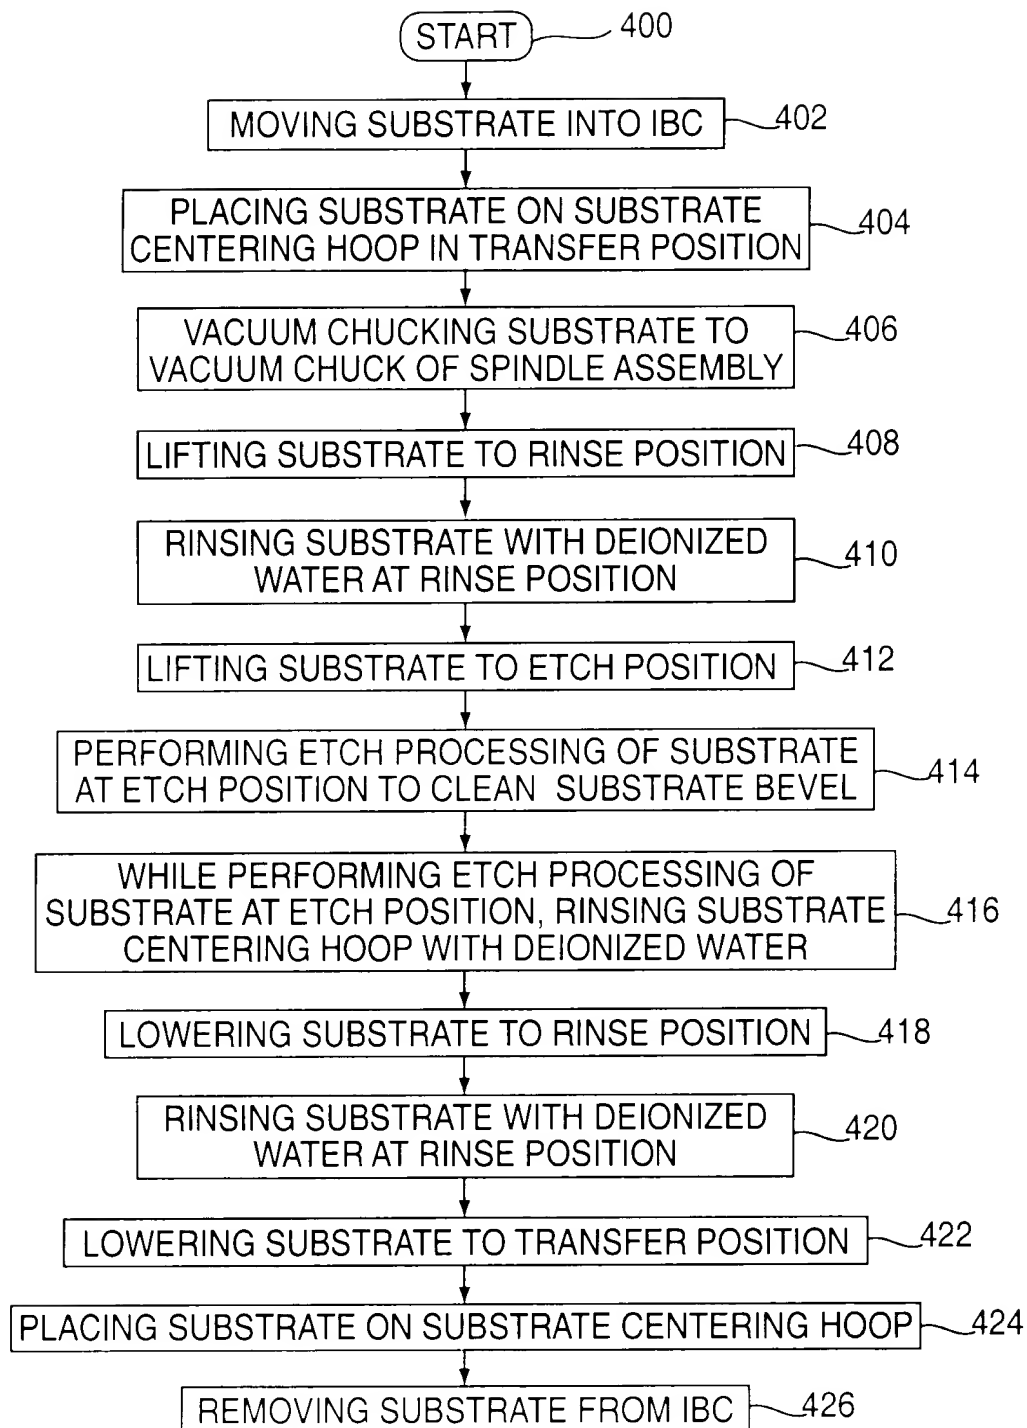 START
400
MOVING SUBSTRATE INTO IBC
402
PLACING SUBSTRATE ON SUBSTRATE
CENTERING HOOP IN TRANSFER POSITION
404
VACUUM CHUCKING SUBSTRATE TO
VACUUM CHUCK OF SPINDLE ASSEMBLY
406
LIFTING SUBSTRATE TO RINSE POSITION
408
RINSING SUBSTRATE WITH DEIONIZED
WATER AT RINSE POSITION
410
LIFTING SUBSTRATE TO ETCH POSITION
412
PERFORMING ETCH PROCESSING OF SUBSTRATE
AT ETCH POSITION TO CLEAN SUBSTRATE BEVEL
414
WHILE PERFORMING ETCH PROCESSING OF
SUBSTRATE AT ETCH POSITION, RINSING SUBSTRATE
CENTERING HOOP WITH DEIONIZED WATER
416
LOWERING SUBSTRATE TO RINSE POSITION
418
RINSING SUBSTRATE WITH DEIONIZED
WATER AT RINSE POSITION
420
LOWERING SUBSTRATE TO TRANSFER POSITION
422
PLACING SUBSTRATE ON SUBSTRATE CENTERING HOOP
424
REMOVING SUBSTRATE FROM IBC
426